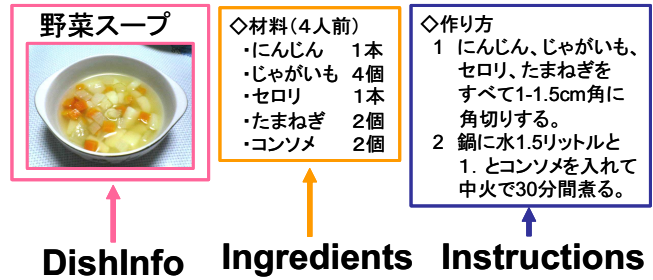 野菜スープ
◇材料(4人前)
・にんじん 1本
・じゃがいも 4個
・セロリ 1本
・たまねぎ 2個
・コンソメ 2個
◇作り方
1 にんじん、じゃがいも、
セロリ、たまねぎを
すべて1-1.5cm角に
角切りする。
2 鍋に水1.5リットルと
1．とコンソメを入れて
中火で30分間煮る。
DishInfo
Ingredients
Instructions